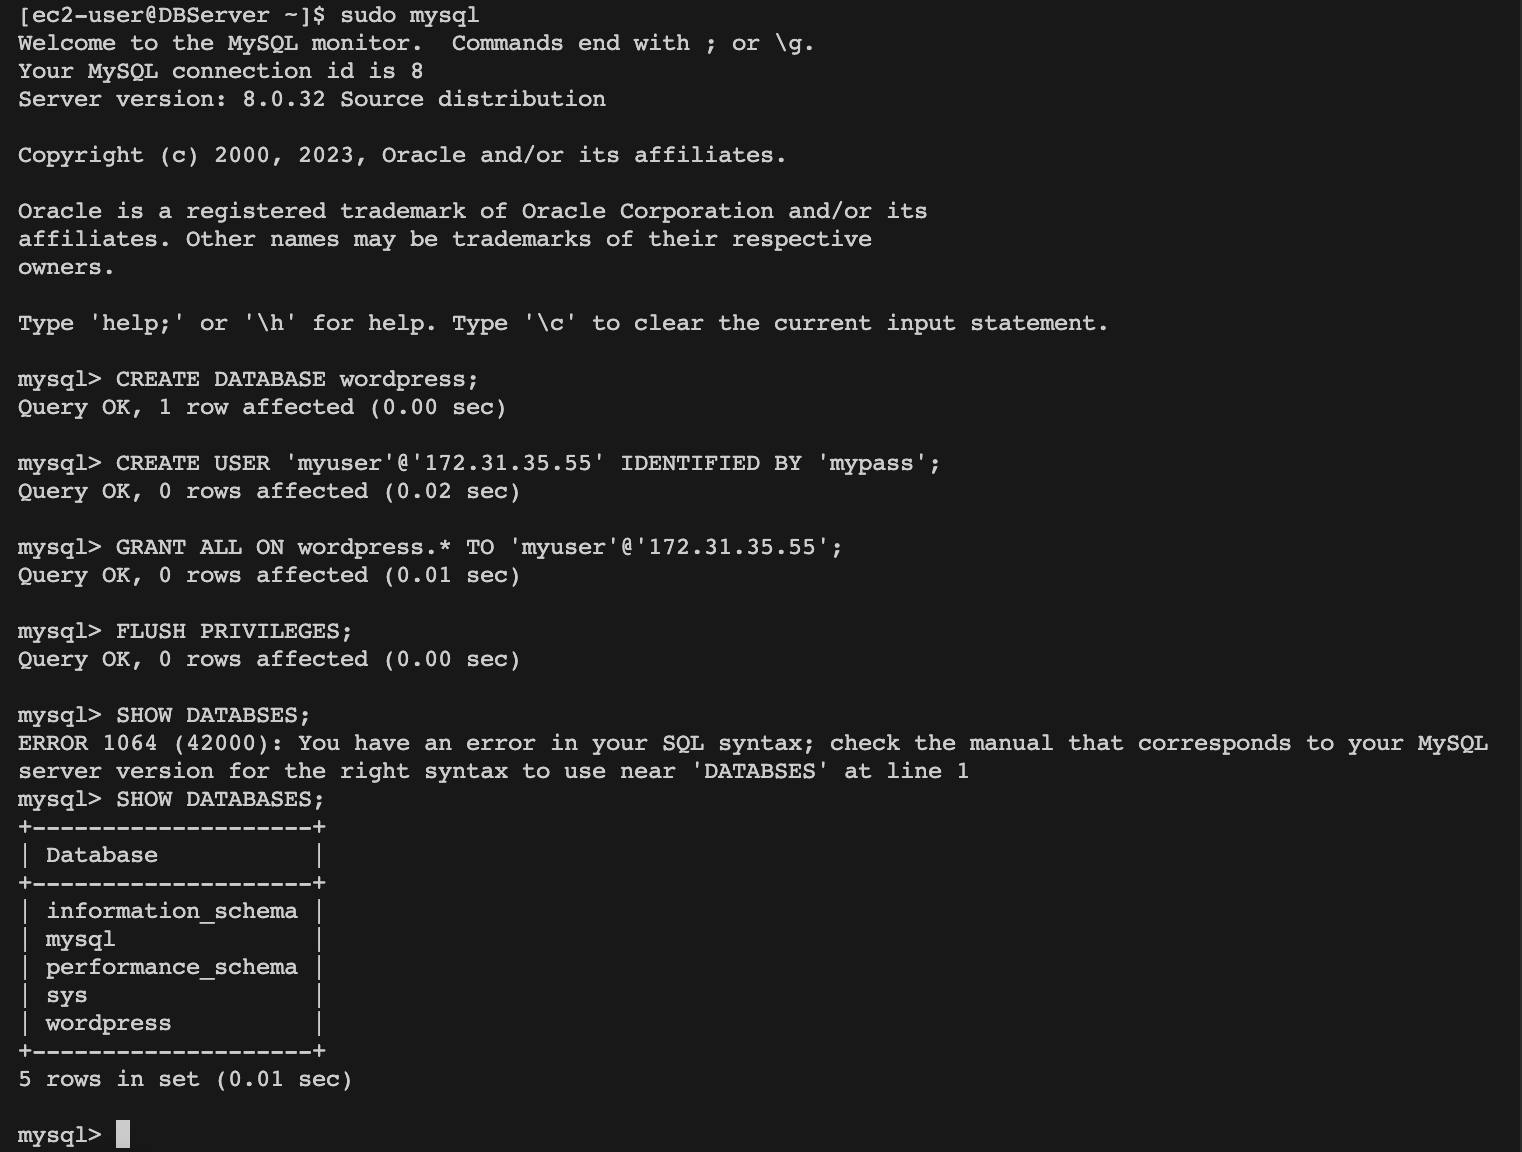 [ec2-user@DBServer ~]$ sudo mysql
Welcome to the MySQL monitor.  Commands end with ; or \g.
Your MySQL connection id is 8
Server version: 8.0.32 Source distribution

Copyright (c) 2000, 2023, Oracle and/or its affiliates.

Oracle is a registered trademark of Oracle Corporation and/or its
affiliates. Other names may be trademarks of their respective
owners.

Type 'help;' or '\h' for help. Type '\c' to clear the current input statement.

mysql> CREATE DATABASE wordpress;
Query OK, 1 row affected (0.00 sec)

mysql> CREATE USER 'myuser'@'172.31.35.55' IDENTIFIED BY 'mypass';
Query OK, 0 rows affected (0.02 sec)

mysql> GRANT ALL ON wordpress.* TO 'myuser'@'172.31.35.55';
Query OK, 0 rows affected (0.01 sec)

mysql> FLUSH PRIVILEGES;
Query OK, 0 rows affected (0.00 sec)

mysql> SHOW DATABSES;
ERROR 1064 (42000): You have an error in your SQL syntax; check the manual that corresponds to your MySQL
server version for the right syntax to use near 'DATABSES' at line 1
mysql> SHOW DATABASES;
+--------------------+
| Database           |
+--------------------+
| information_schema |
| mysql              |
| performance_schema |
| sys                |
| wordpress          |
+--------------------+
5 rows in set (0.01 sec)

mysql>